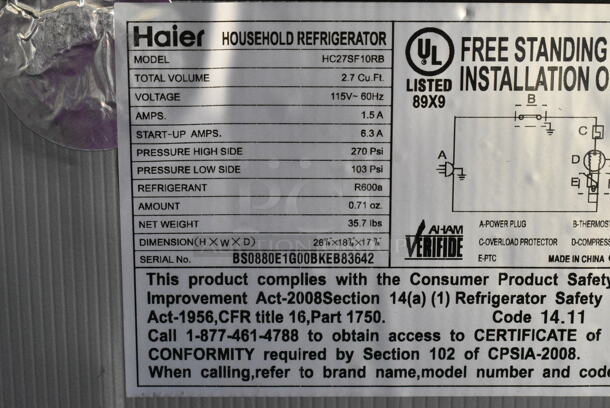 Haier HOUSEHOLD REFRIGERATOR
MODEL HC27SF10RB
TOTAL VOLUME 2.7 Cu.Ft.
VOLTAGE 115V~ 60Hz
AMPS. 1.5 A
START-UP AMPS. 6.3 A
PRESSURE HIGH SIDE 270 Psi
PRESSURE LOW SIDE 103 Psi
REFRIGERANT R600a
AMOUNT 0.71 oz.
NET WEIGHT 35.7 lbs
DIMENSION(H×W×D)
SERIAL No. BS0880E1G00BKEB83642
UL
LISTED
89X9
FREE STANDING
INSTALLATION O
B
C
A
D
E
AHAM
VERIFIDE
A-POWER PLUG B-THERMOST
C-OVERLOAD PROTECTOR D-COMPRESS
E-PTC MADE IN CHINA
This product complies with the Consumer Product Safety
Improvement Act-2008Section 14(a) (1) Refrigerator Safety
Act-1956,CFR title 16,Part 1750. Code 14.11
Call 1-877-461-4788 to obtain access to CERTIFICATE of
CONFORMITY required by Section 102 of CPSIA-2008.
When calling,refer to brand name,model number and code